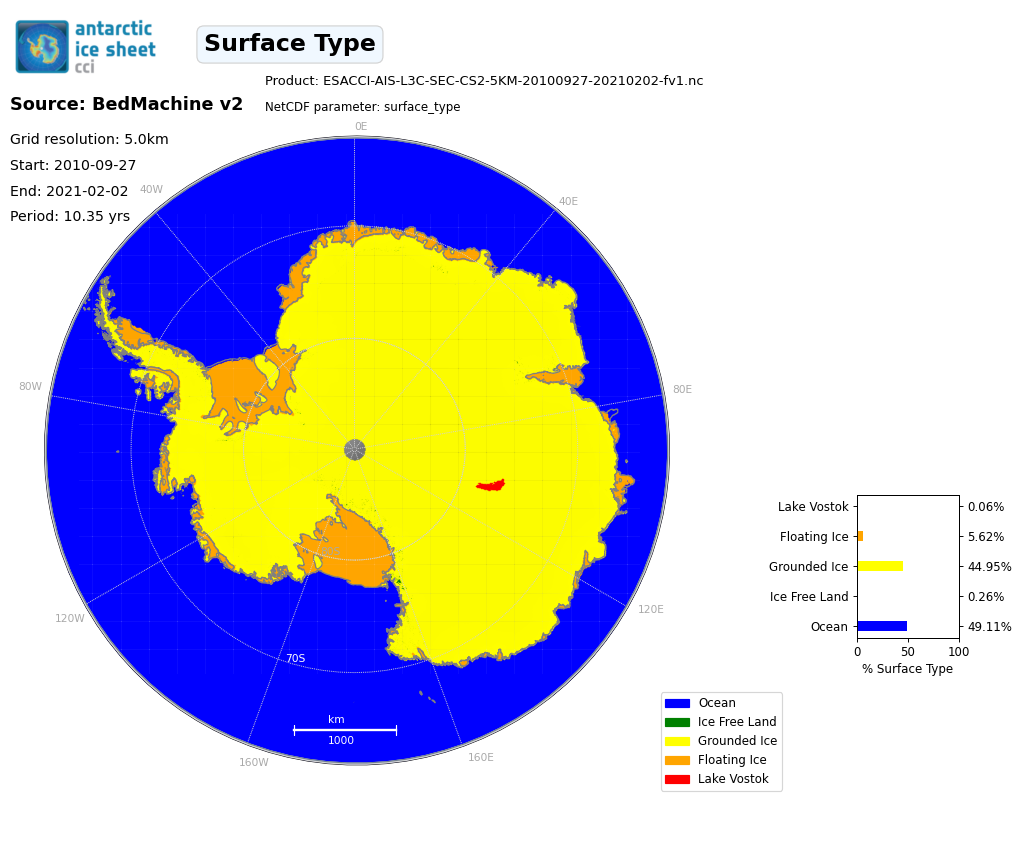 antarctic
ice sheet
cci
Surface Type
Product: ESACCI-AIS-L3C-SEC-CS2-5KM-20100927-20210202-fv1.nc
Source: BedMachine v2
NetCDF parameter: surface_type
Grid resolution: 5.0km
Start: 2010-09-27
End: 2021-02-02
Period: 10.35 yrs
0E
40W
40E
80W
80E
120W
120E
160W
160E
70S
km
1000
Lake Vostok 0.06%
Floating Ice 5.62%
Grounded Ice 44.95%
Ice Free Land 0.26%
Ocean 49.11%
0 50 100
% Surface Type
Ocean
Ice Free Land
Grounded Ice
Floating Ice
Lake Vostok